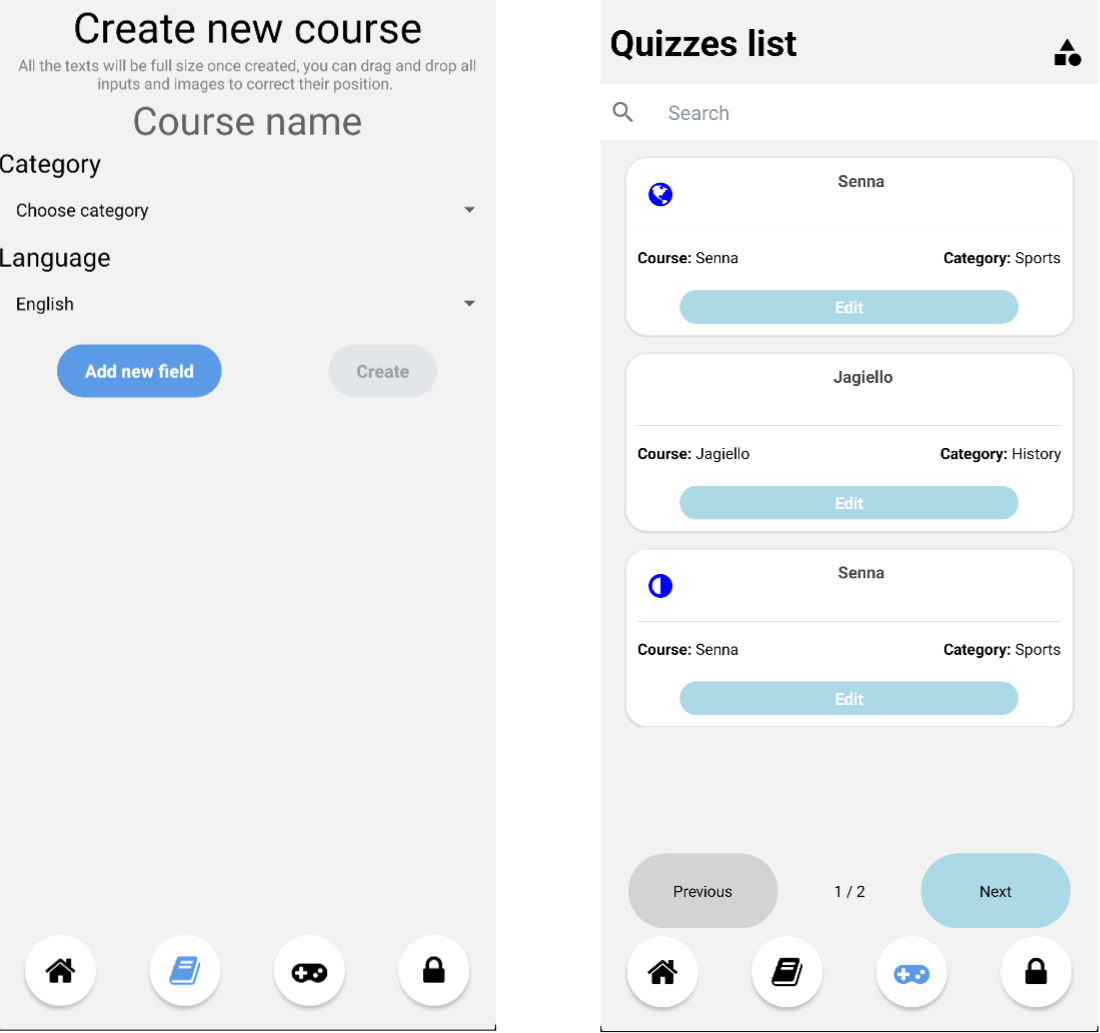 Create new course
All the texts will be full size once created, you can drag and drop all
inputs and images to correct their position.
Course name
Category
Choose category
Language
English
Add new field
Create
Quizzes list
Search
Senna
Course: Senna
Category: Sports
Edit
Jagiello
Course: Jagiello
Category: History
Edit
Senna
Course: Senna
Category: Sports
Edit
Previous
1 / 2
Next